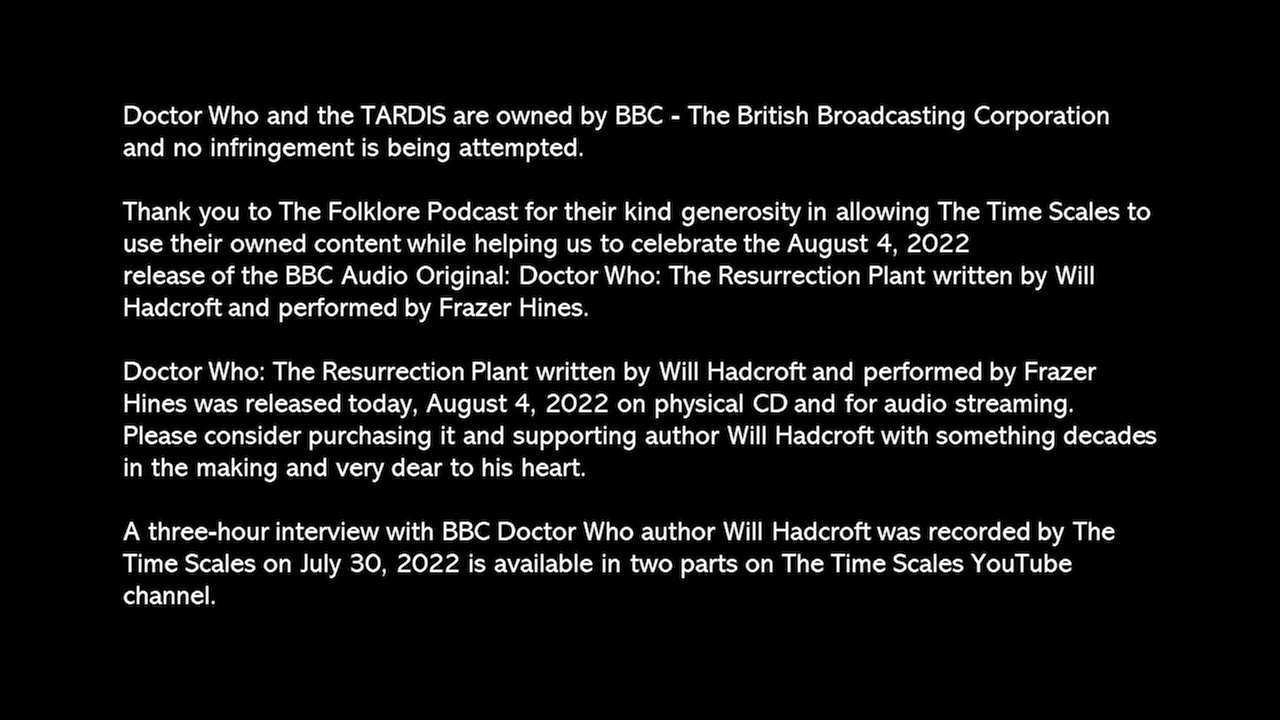 Doctor Who and the TARDIS are owned by BBC - The British Broadcasting Corporation
and no infringement is being attempted.
Thank you to The Folklore Podcast for their kind generosity in allowing The Time Scales to
use their owned content while helping us to celebrate the August 4, 2022
release of the BBC Audio Original: Doctor Who: The Resurrection Plant written by Will
Hadcroft and performed by Frazer Hines.
Doctor Who: The Resurrection Plant written by Will Hadcroft and performed by Frazer
Hines was released today, August 4, 2022 on physical CD and for audio streaming.
Please consider purchasing it and supporting author Will Hadcroft with something decades
in the making and very dear to his heart.
A three-hour interview with BBC Doctor Who author Will Hadcroft was recorded by The
Time Scales on July 30, 2022 is available in two parts on The Time Scales YouTube
channel.